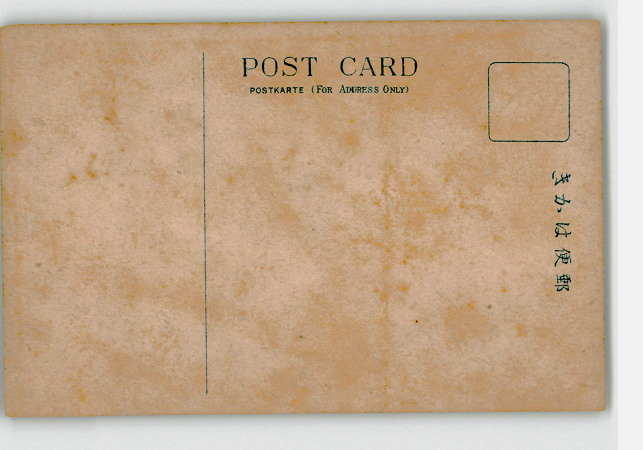 POST CARD
POSTKARTE (FOR ADDRESS ONLY)
郵便はかき